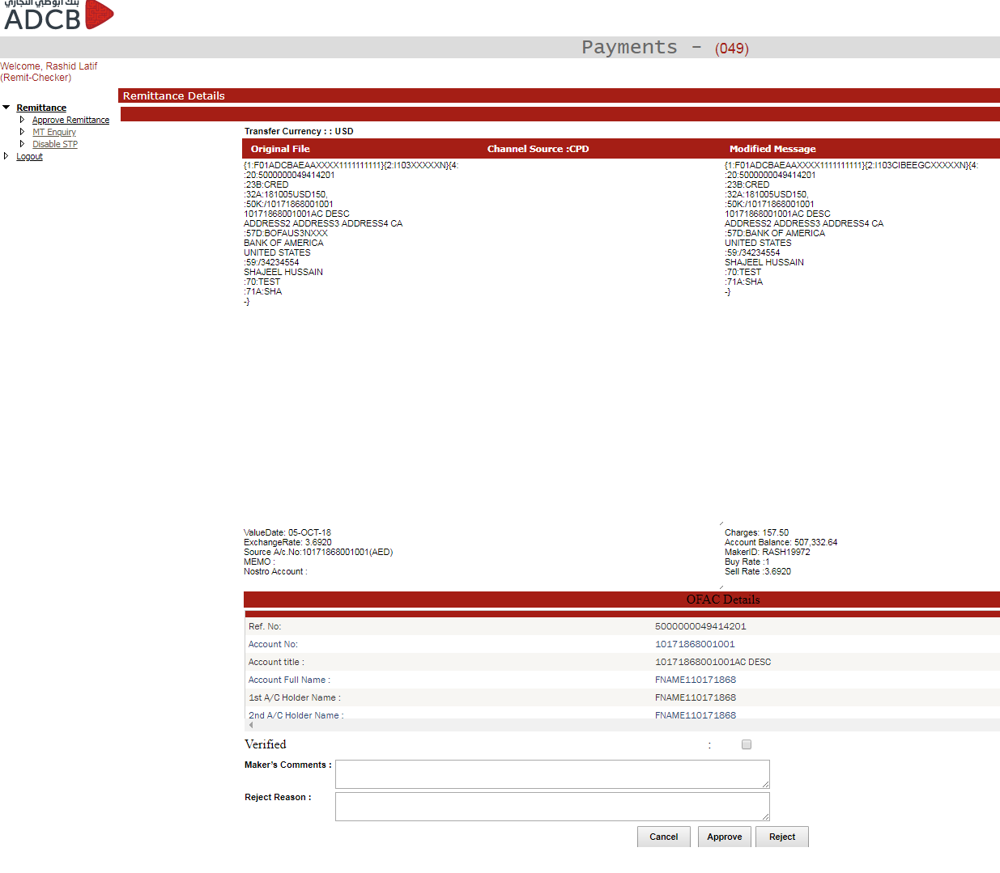 بنك أبوظبي التجاري
ADCB
Payments - (049)
Welcome, Rashid Latif
(Remit-Checker)
Remittance
Approve Remittance
MT Enquiry
Disable STP
Logout
Remittance Details
Transfer Currency : : USD
Original File Channel Source :CPD Modified Message
{1:F01ADCBAEAAXXXX1111111111}{2:I103XXXXXN}{4:
:20:5000000049414201
:23B:CRED
:32A:181005USD150,
:50K:/10171868001001
10171868001001AC DESC
ADDRESS2 ADDRESS3 ADDRESS4 CA
:57D:BOFAUS3NXXX
BANK OF AMERICA
UNITED STATES
:59:/34234554
SHAJEEL HUSSAIN
:70:TEST
:71A:SHA
-}
{1:F01ADCBAEAAXXXX1111111111}{2:I103CIBEEGCXXXXXN}{4:
:20:5000000049414201
:23B:CRED
:32A:181005USD150,
:50K:/10171868001001
10171868001001AC DESC
ADDRESS2 ADDRESS3 ADDRESS4 CA
:57D:BANK OF AMERICA
UNITED STATES
:59:/34234554
SHAJEEL HUSSAIN
:70:TEST
:71A:SHA
-}
ValueDate: 05-OCT-18
ExchangeRate: 3.6920
Source A/c.No:10171868001001(AED)
MEMO :
Nostro Account :
Charges: 157.50
Account Balance: 507,332.64
MakerID: RASH19972
Buy Rate :1
Sell Rate :3.6920
OFAC Details
Ref. No: 5000000049414201
Account No: 10171868001001
Account title : 10171868001001AC DESC
Account Full Name : FNAME110171868
1st A/C Holder Name : FNAME110171868
2nd A/C Holder Name : FNAME110171868
Verified :
Maker's Comments :
Reject Reason :
Cancel Approve Reject